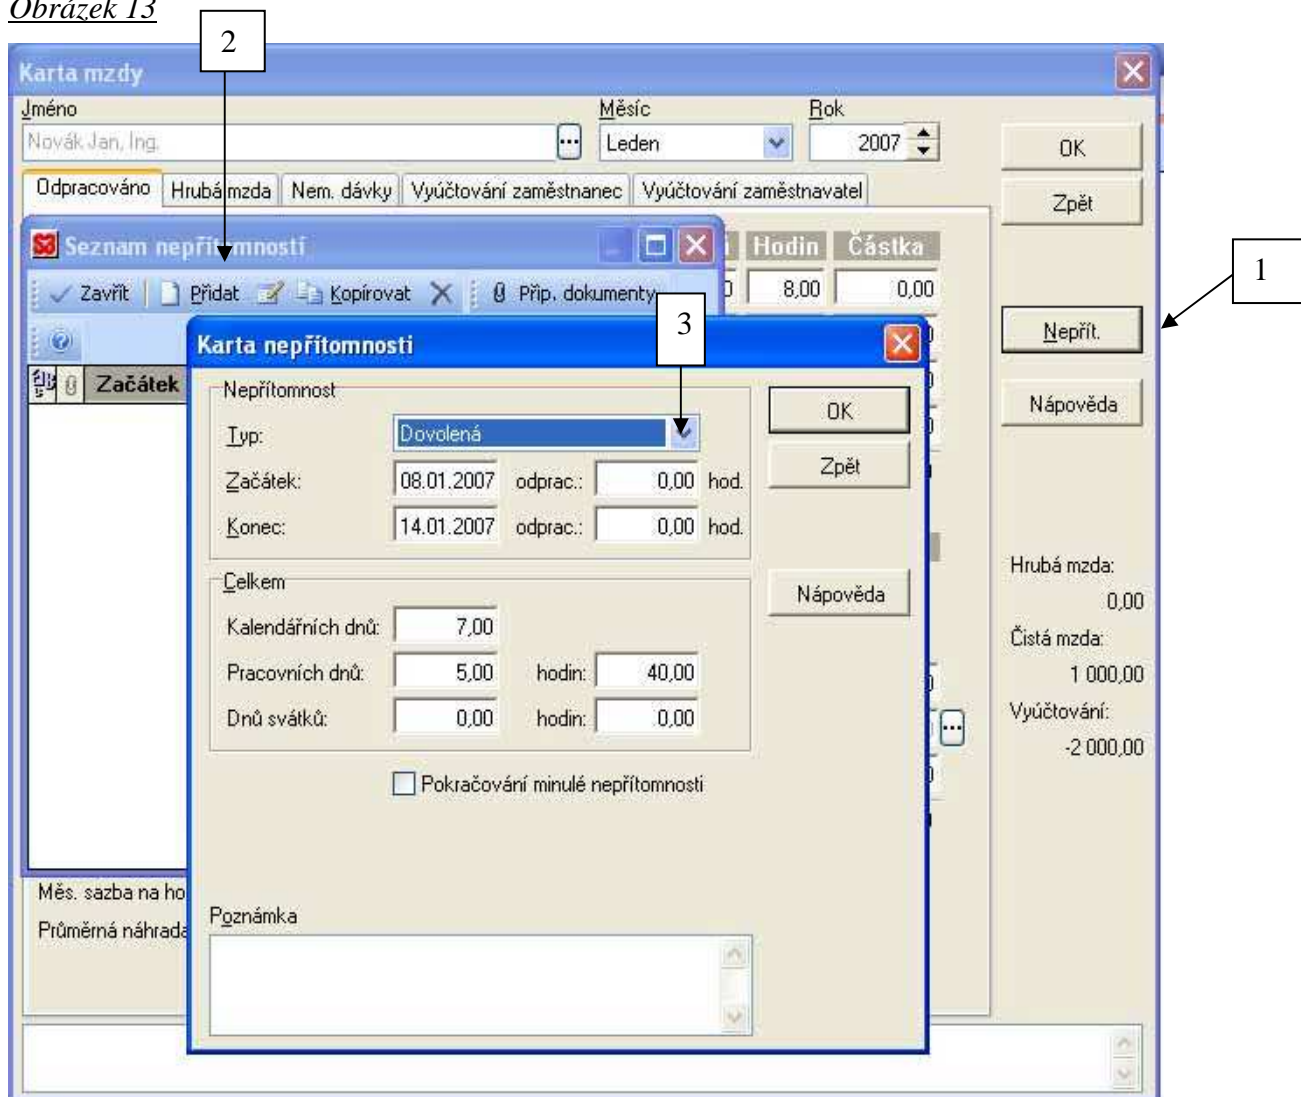 Obrázek 13
2
Karta mzdy
Jméno Měsíc Rok
Novák Jan, Ing. Leden 2007
OK
Odpracováno Hrubá mzda Nem. dávky Vyúčtování zaměstnanec Vyúčtování zaměstnavatel
Zpět
Seznam nepřítomností
Hodin Částka
1
Zavřít Přidat Kopírovat Přip. dokumenty
8,00 0,00
3
Nepřít.
Karta nepřítomnosti
Začátek
Nepřítomnost
OK
Nápověda
Typ: Dovolená
Zpět
Začátek: 08.01.2007 odprac.: 0,00 hod.
Konec: 14.01.2007 odprac.: 0,00 hod.
Celkem
Hrubá mzda:
Nápověda
0,00
Kalendářních dnů: 7,00
Čistá mzda:
Pracovních dnů: 5,00 hodin: 40,00
1 000,00
Dnů svátků: 0,00 hodin: 0,00
Vyúčtování:
-2 000,00
Pokračování minulé nepřítomnosti
Měs. sazba na ho
Poznámka
Průměrná náhrada